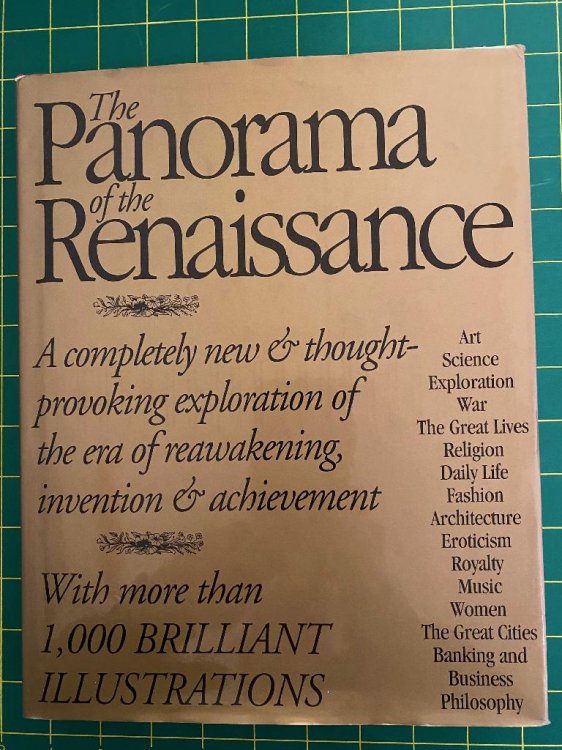 The
Panorama
of the
Renaissance
A completely new & thought-
provoking exploration of
the era of reawakening,
invention & achievement
With more than
1,000 BRILLIANT
ILLUSTRATIONS
Art
Science
Exploration
War
The Great Lives
Religion
Daily Life
Fashion
Architecture
Eroticism
Royalty
Music
Women
The Great Cities
Banking and
Business
Philosophy